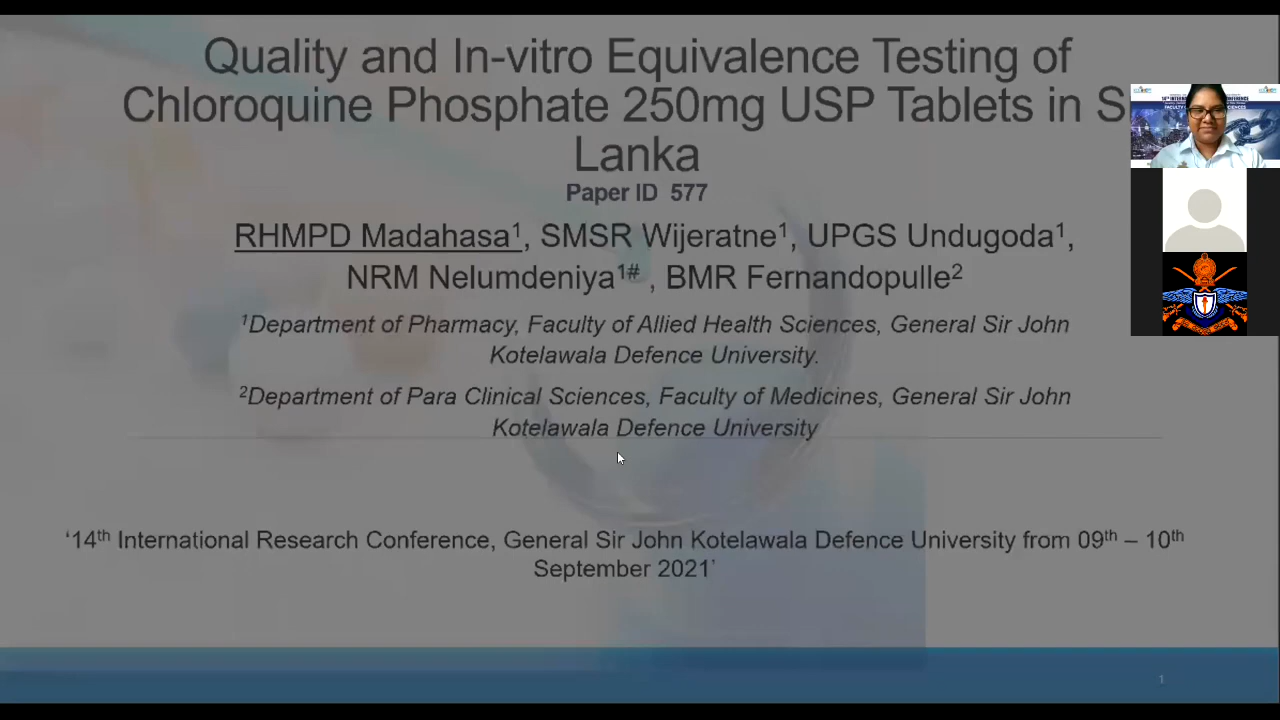 Quality and In-vitro Equivalence Testing of
Chloroquine Phosphate 250mg USP Tablets in S
Lanka
Paper ID 577
RHMPD Madahasa¹, SMSR Wijeratne¹, UPGS Undugoda¹,
NRM Nelumdeniya¹# , BMR Fernandopulle²
¹Department of Pharmacy, Faculty of Allied Health Sciences, General Sir John
Kotelawala Defence University.
²Department of Para Clinical Sciences, Faculty of Medicines, General Sir John
Kotelawala Defence University
‘14th International Research Conference, General Sir John Kotelawala Defence University from 09th – 10th
September 2021’
1